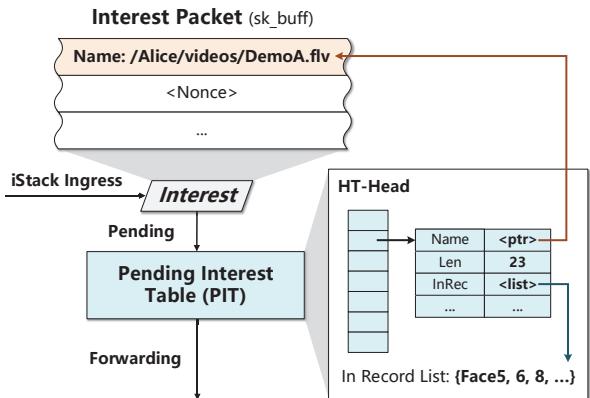 Interest Packet (sk_buff)
Name: /Alice/videos/DemoA.flv
<Nonce>
...
iStack Ingress
Interest
Pending
Pending Interest
Table (PIT)
Forwarding
HT-Head
Name <ptr>
Len 23
InRec <list>
... ...
In Record List: {Face5, 6, 8, ...}